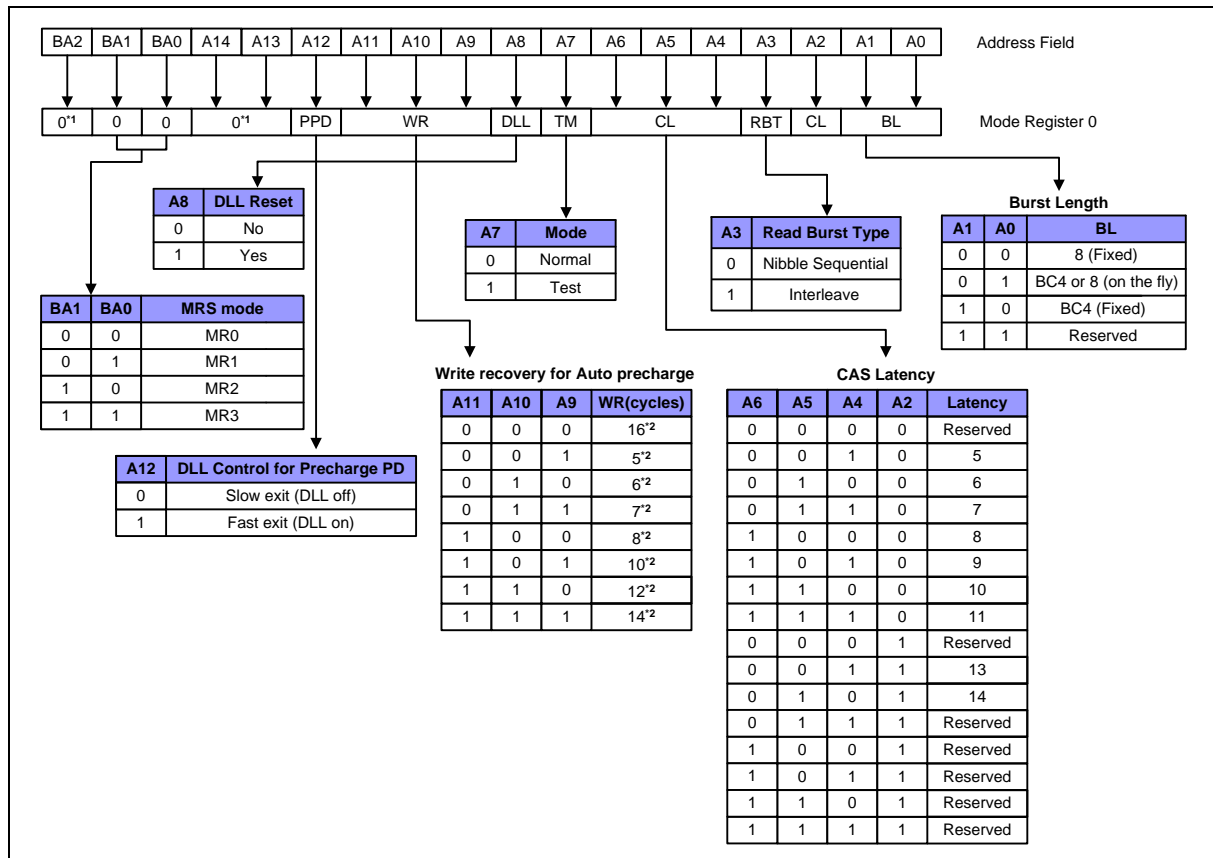 BA2 BA1 BA0 A14 A13 A12 A11 A10 A9 A8 A7 A6 A5 A4 A3 A2 A1 A0 Address Field
0*1 0 0 0*1 PPD WR DLL TM CL RBT CL BL Mode Register 0
A8 DLL Reset
0 No
1 Yes
A7 Mode
0 Normal
1 Test
A3 Read Burst Type
0 Nibble Sequential
1 Interleave
Burst Length
A1 A0 BL
0 0 8 (Fixed)
0 1 BC4 or 8 (on the fly)
1 0 BC4 (Fixed)
1 1 Reserved
BA1 BA0 MRS mode
0 0 MR0
0 1 MR1
1 0 MR2
1 1 MR3
A12 DLL Control for Precharge PD
0 Slow exit (DLL off)
1 Fast exit (DLL on)
Write recovery for Auto precharge
A11 A10 A9 WR(cycles)
0 0 0 16*2
0 0 1 5*2
0 1 0 6*2
0 1 1 7*2
1 0 0 8*2
1 0 1 10*2
1 1 0 12*2
1 1 1 14*2
CAS Latency
A6 A5 A4 A2 Latency
0 0 0 0 Reserved
0 0 1 0 5
0 1 0 0 6
0 1 1 0 7
1 0 0 0 8
1 0 1 0 9
1 1 0 0 10
1 1 1 0 11
0 0 0 1 Reserved
0 0 1 1 13
0 1 0 1 14
0 1 1 1 Reserved
1 0 0 1 Reserved
1 0 1 1 Reserved
1 1 0 1 Reserved
1 1 1 1 Reserved